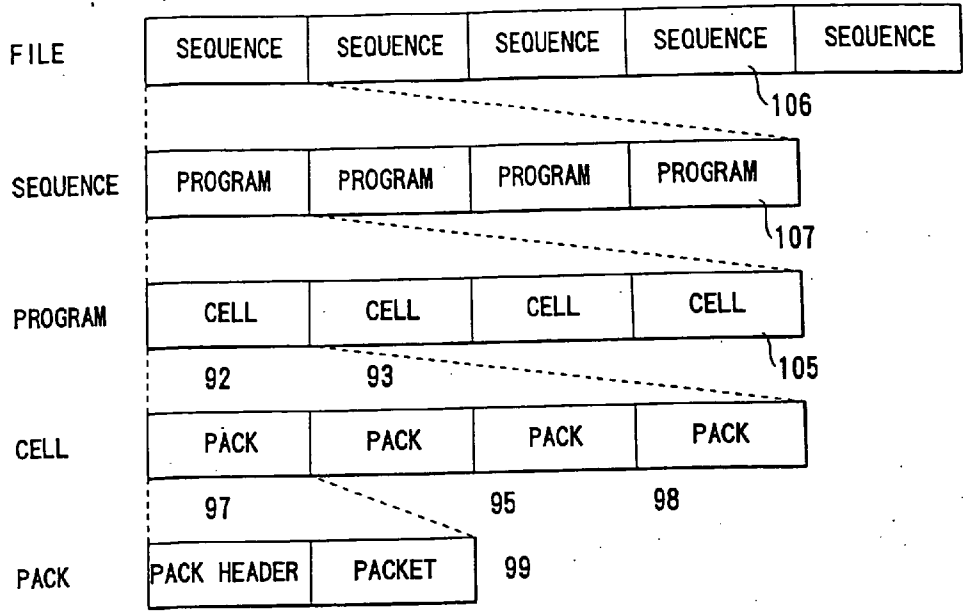 FILE SEQUENCE SEQUENCE SEQUENCE SEQUENCE SEQUENCE
106
SEQUENCE PROGRAM PROGRAM PROGRAM PROGRAM
107
PROGRAM CELL CELL CELL CELL
92 93 105
CELL PACK PACK PACK PACK
97 95 98
PACK PACK HEADER PACKET 99